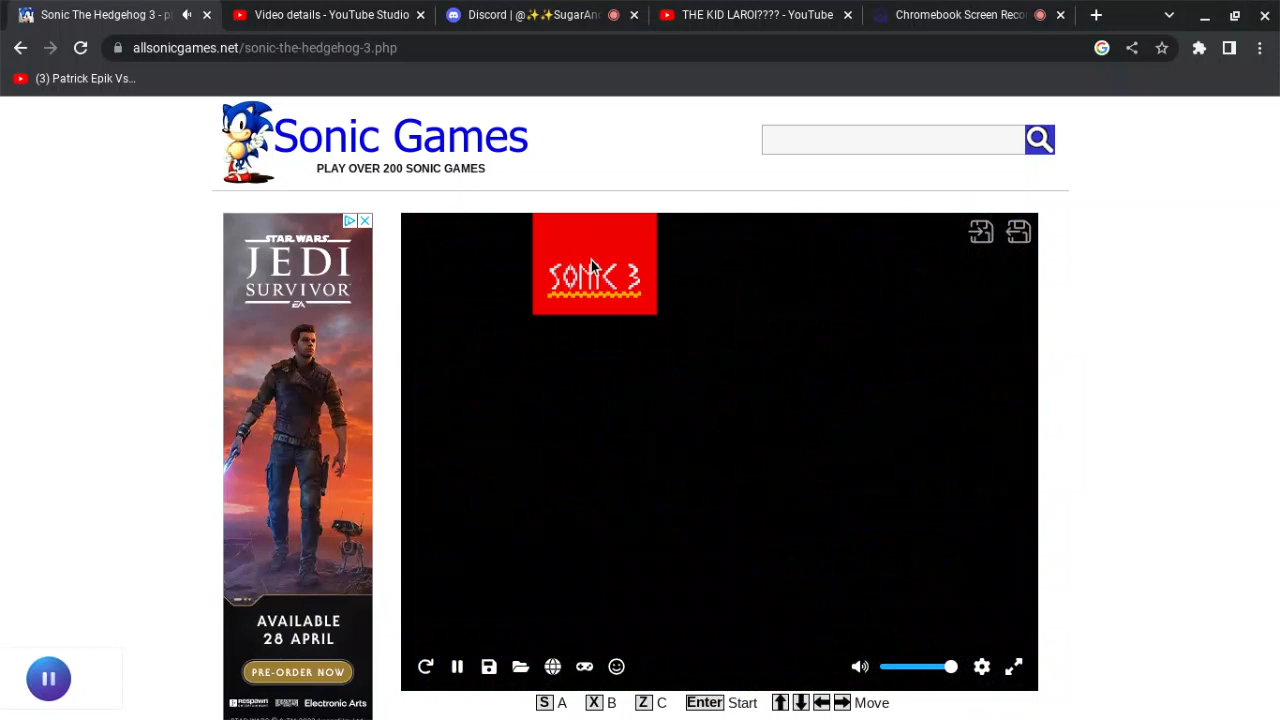 Sonic The Hedgehog 3 - p
Video details - YouTube Studio
Discord | @✨✨SugarAn
THE KID LAROI???? - YouTube
Chromebook Screen Reco
allsonicgames.net/sonic-the-hedgehog-3.php
(3) Patrick Epik Vs...
Sonic Games
PLAY OVER 200 SONIC GAMES
STAR WARS
JEDI
SURVIVOR
EA
AVAILABLE
28 APRIL
PRE-ORDER NOW
RESPAWN
Electronic Arts
SONIC 3
S A X B Z C Enter Start Move